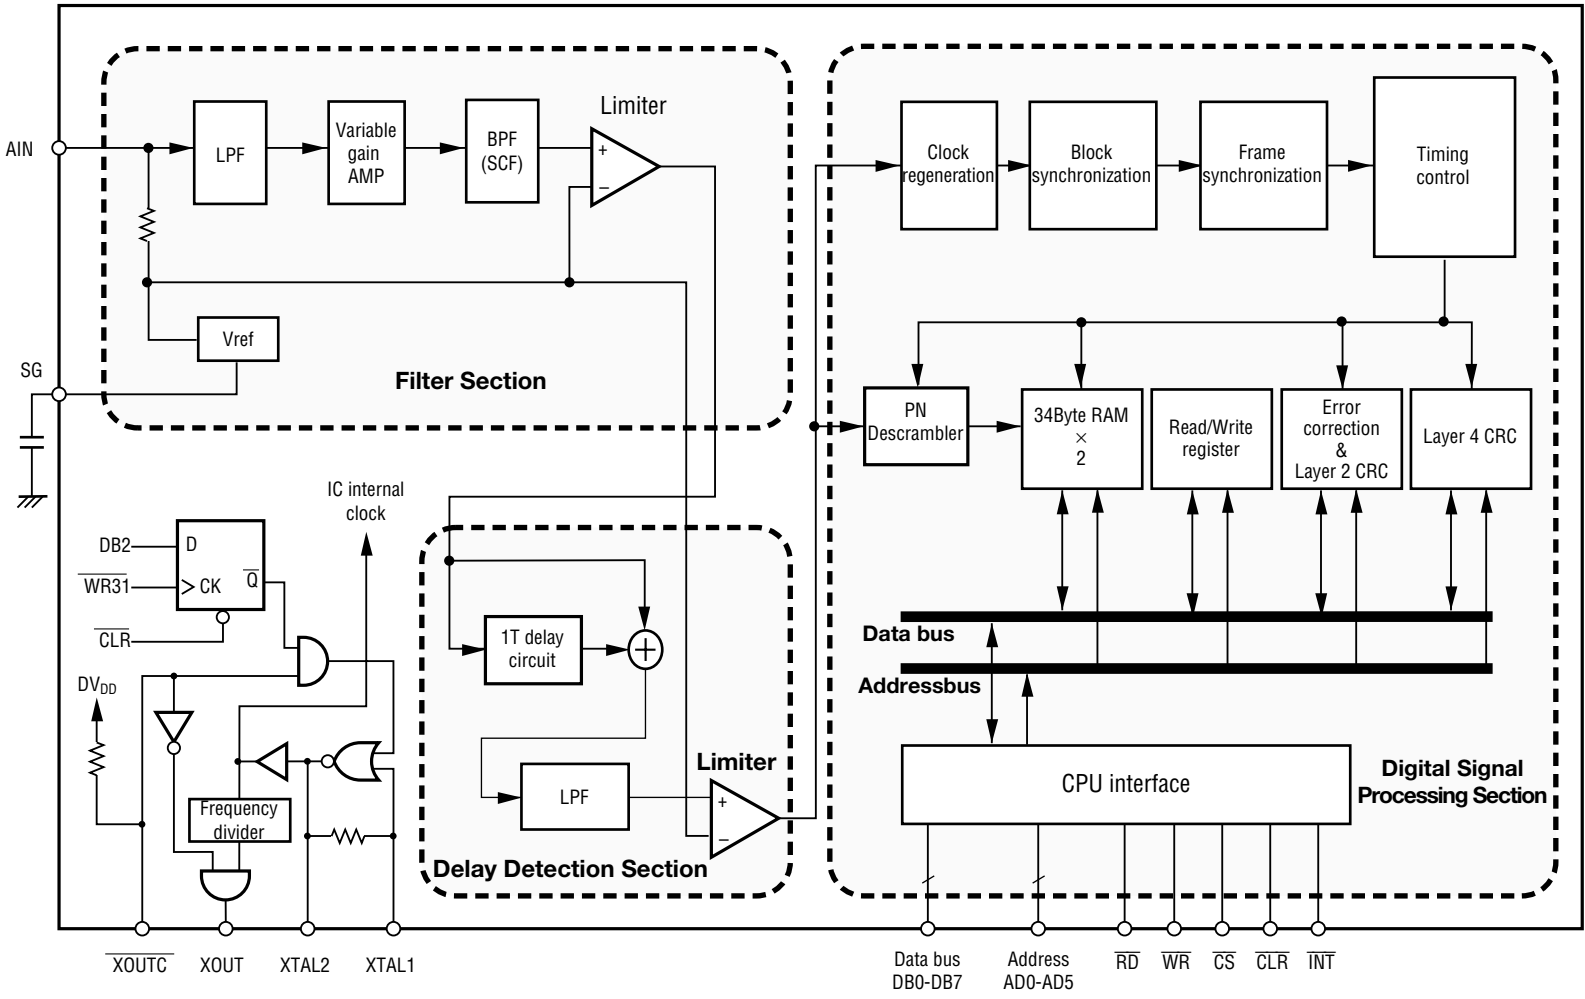 AIN
LPF
Variable
gain
AMP
BPF
(SCF)
Limiter
+
−
Vref
SG
Filter Section
Clock
regeneration
Block
synchronization
Frame
synchronization
Timing
control
PN
Descrambler
34Byte RAM
×
2
Read/Write
register
Error
correction
&
Layer 2 CRC
Layer 4 CRC
IC internal
clock
DB2
D
WR31
CK
Q
CLR
DVDD
Frequency
divider
1T delay
circuit
+
LPF
Limiter
+
−
Delay Detection Section
Data bus
Addressbus
CPU interface
Digital Signal
Processing Section
XOUTC
XOUT
XTAL2
XTAL1
Data bus
DB0-DB7
Address
AD0-AD5
RD
WR
CS
CLR
INT